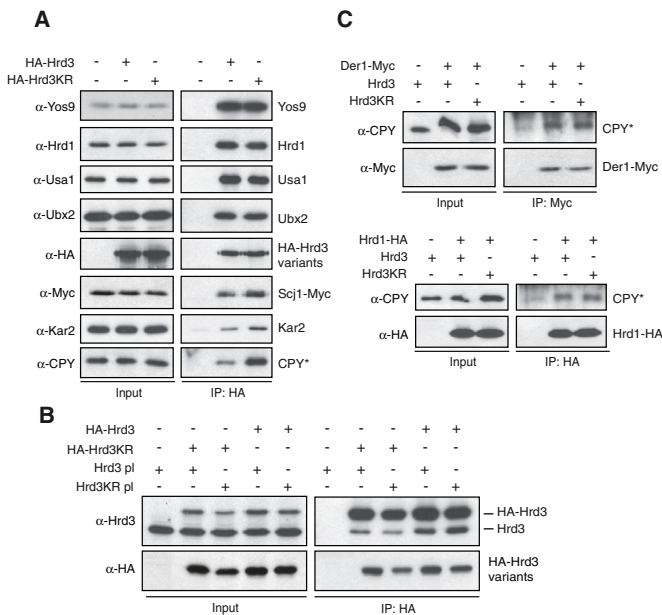 A
HA-Hrd3 - + - - + -
HA-Hrd3KR - - + - - +
α-Yos9 Yos9
α-Hrd1 Hrd1
α-Usa1 Usa1
α-Ubx2 Ubx2
α-HA HA-Hrd3 variants
α-Myc Scj1-Myc
α-Kar2 Kar2
α-CPY CPY*
Input IP: HA
B
HA-Hrd3 - - - + + - - - + +
HA-Hrd3KR - + + - - - + + - -
Hrd3 pl + + - + - + + - + -
Hrd3KR pl - - + - + - - + - +
α-Hrd3 HA-Hrd3
Hrd3
α-HA HA-Hrd3 variants
Input IP: HA
C
Der1-Myc - + + - + +
Hrd3 + + - + + -
Hrd3KR - - + - - +
α-CPY CPY*
α-Myc Der1-Myc
Input IP: Myc
Hrd1-HA - + + - + +
Hrd3 + + - + + -
Hrd3KR - - + - - +
α-CPY CPY*
α-HA Hrd1-HA
Input IP: HA